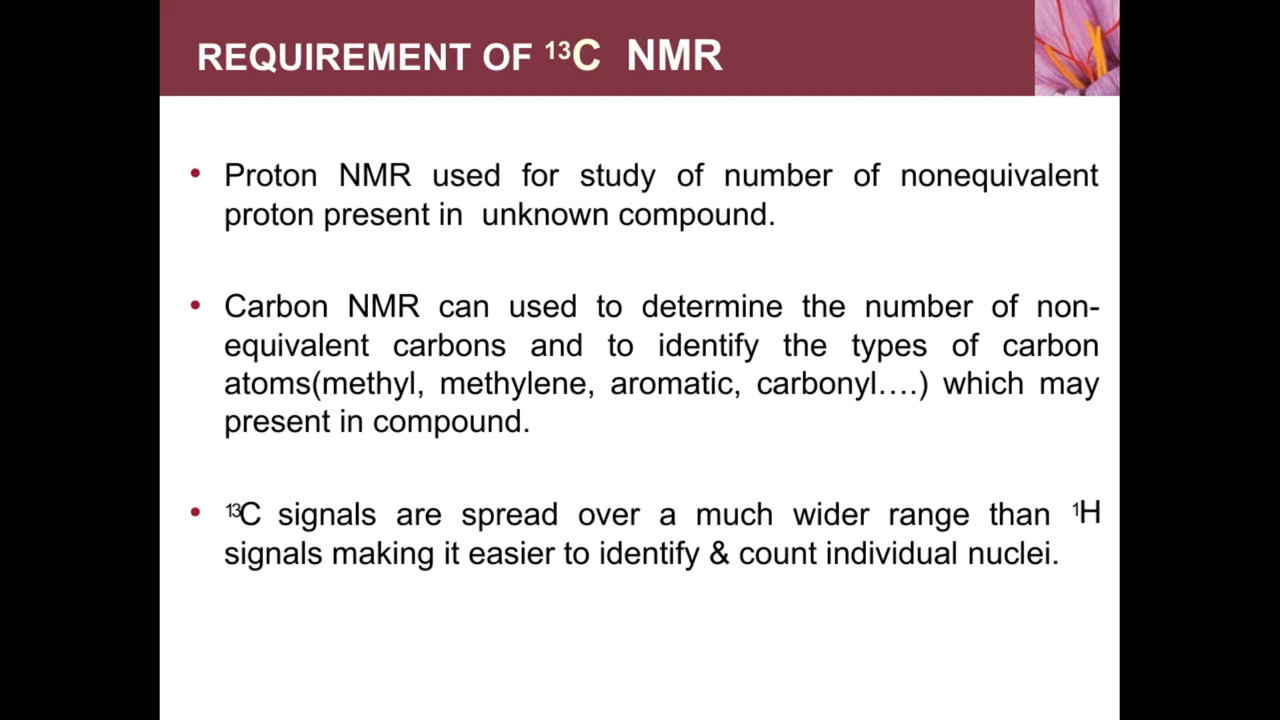 REQUIREMENT OF ¹³C NMR
• Proton NMR used for study of number of nonequivalent
proton present in unknown compound.
• Carbon NMR can used to determine the number of non-
equivalent carbons and to identify the types of carbon
atoms(methyl, methylene, aromatic, carbonyl….) which may
present in compound.
• ¹³C signals are spread over a much wider range than ¹H
signals making it easier to identify & count individual nuclei.